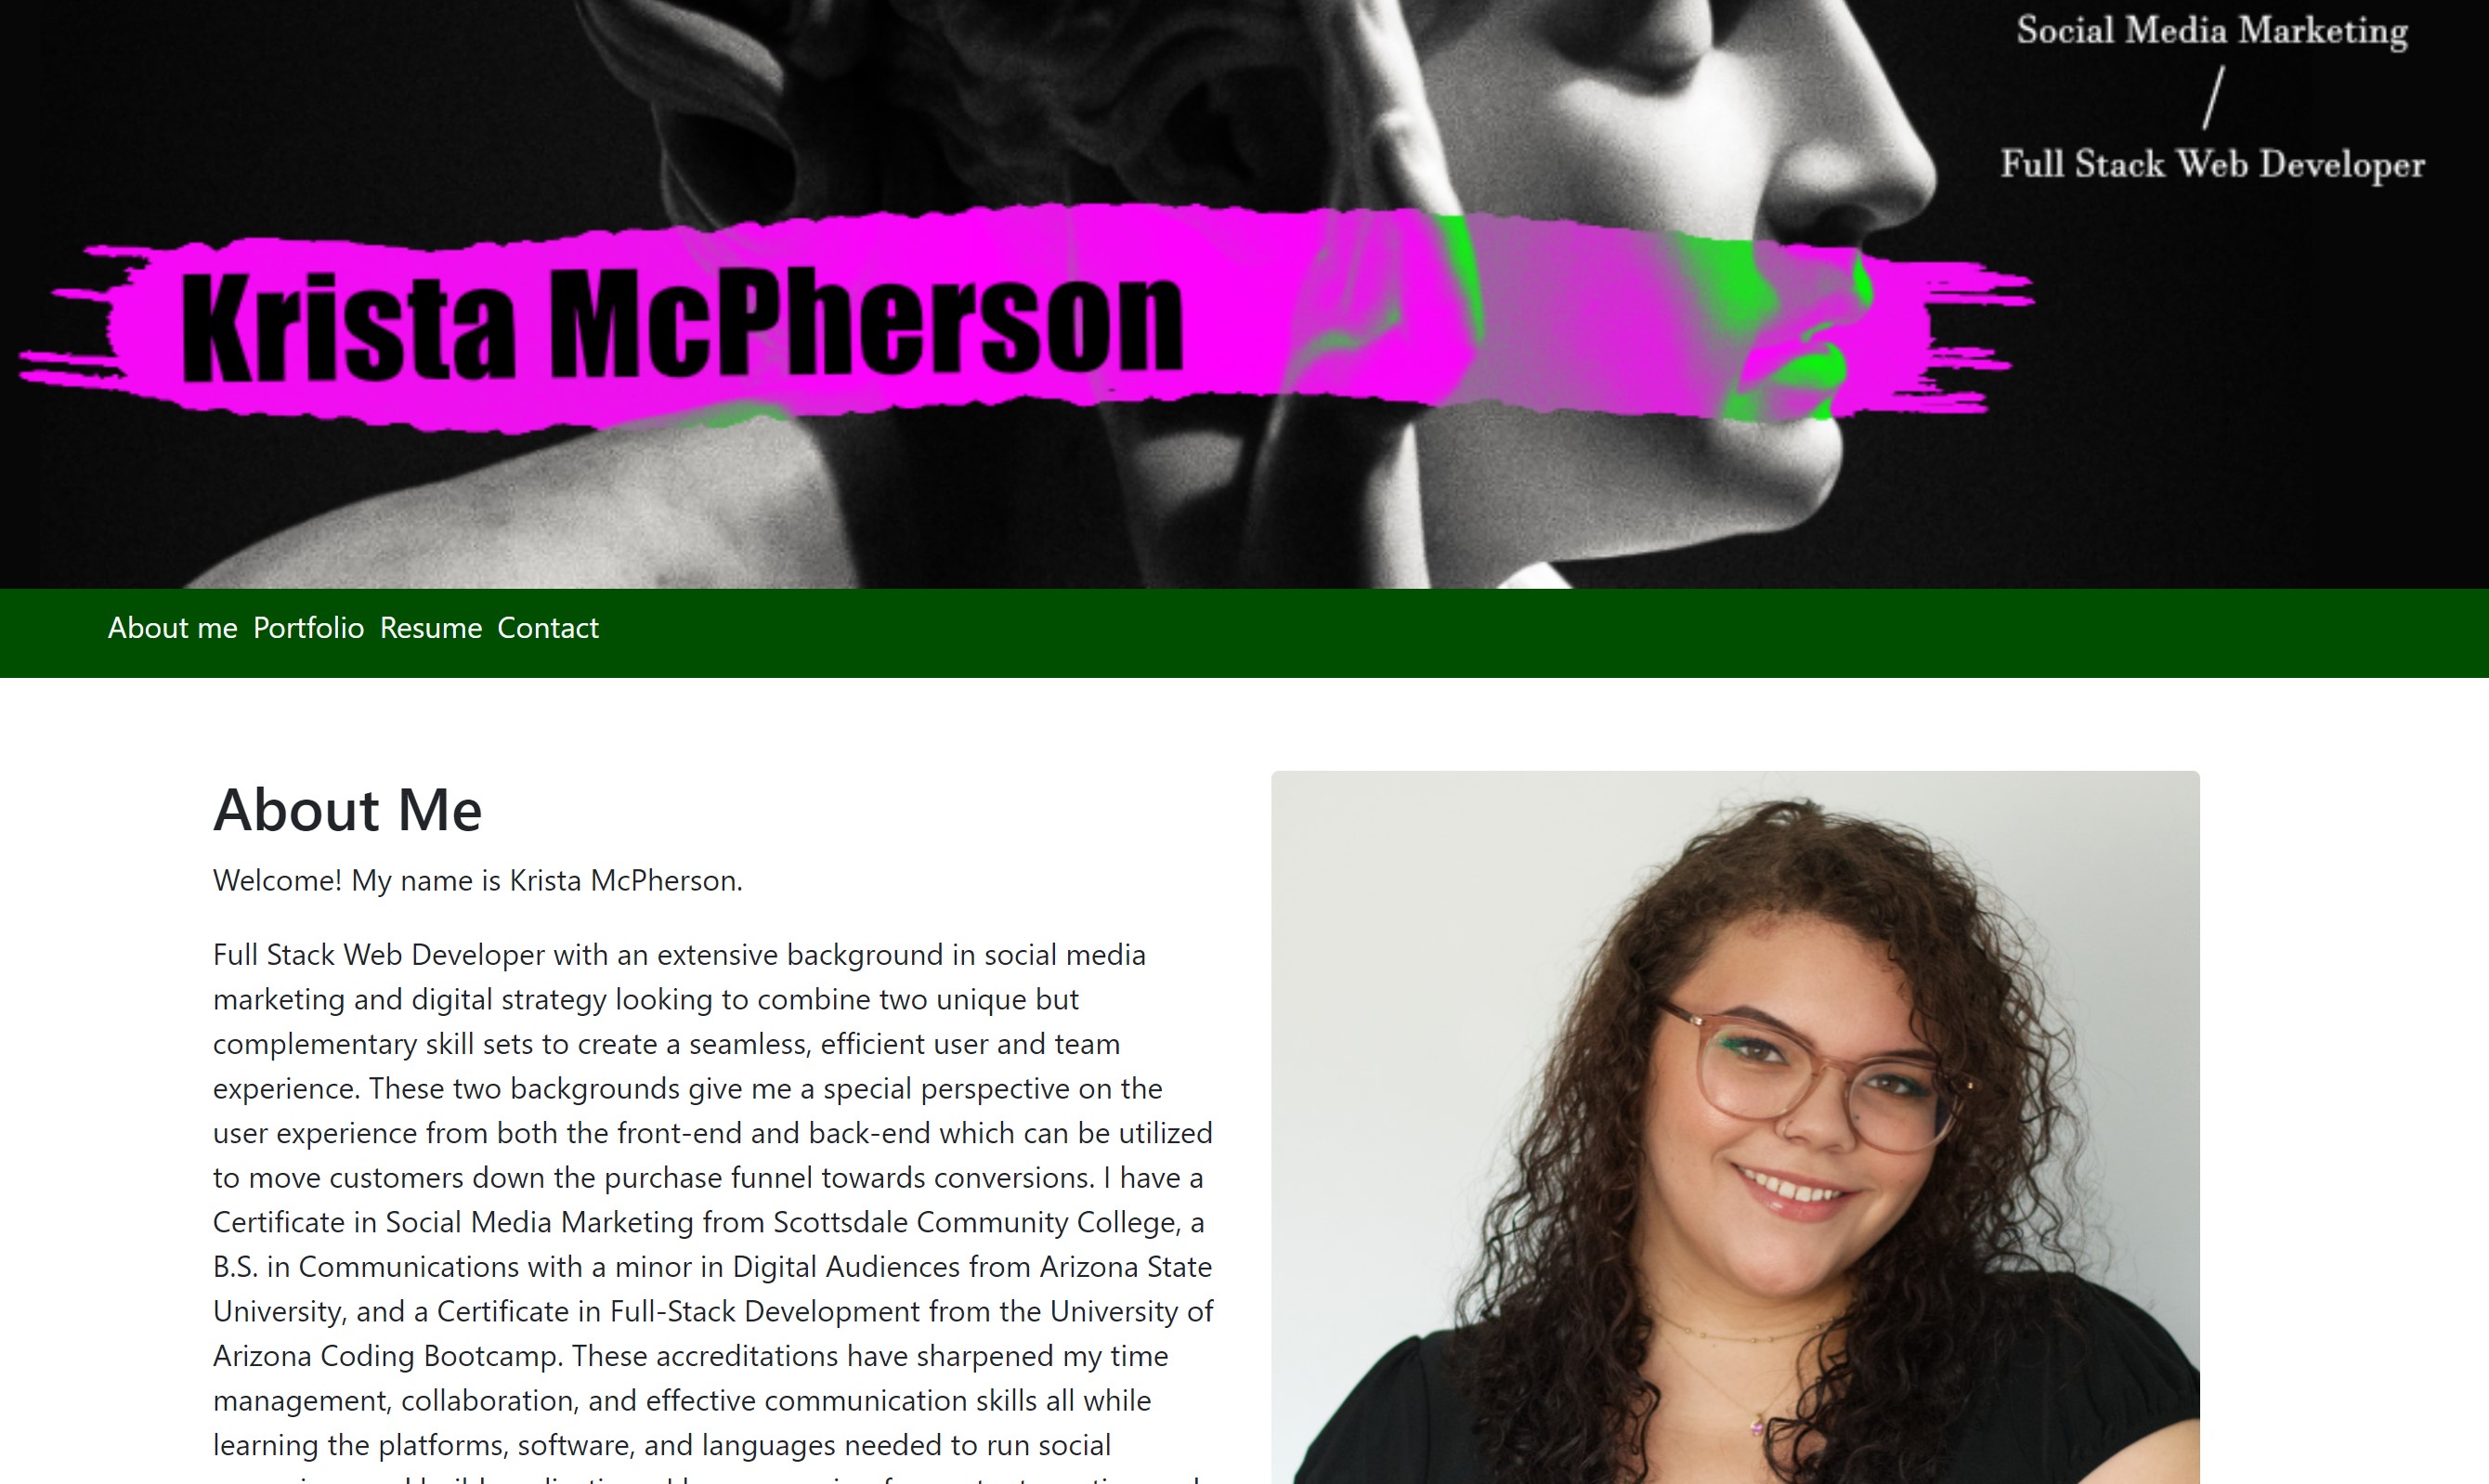 Social Media Marketing
/
Full Stack Web Developer
Krista McPherson
About me Portfolio Resume Contact
About Me
Welcome! My name is Krista McPherson.
Full Stack Web Developer with an extensive background in social media
marketing and digital strategy looking to combine two unique but
complementary skill sets to create a seamless, efficient user and team
experience. These two backgrounds give me a special perspective on the
user experience from both the front-end and back-end which can be utilized
to move customers down the purchase funnel towards conversions. I have a
Certificate in Social Media Marketing from Scottsdale Community College, a
B.S. in Communications with a minor in Digital Audiences from Arizona State
University, and a Certificate in Full-Stack Development from the University of
Arizona Coding Bootcamp. These accreditations have sharpened my time
management, collaboration, and effective communication skills all while
learning the platforms, software, and languages needed to run social